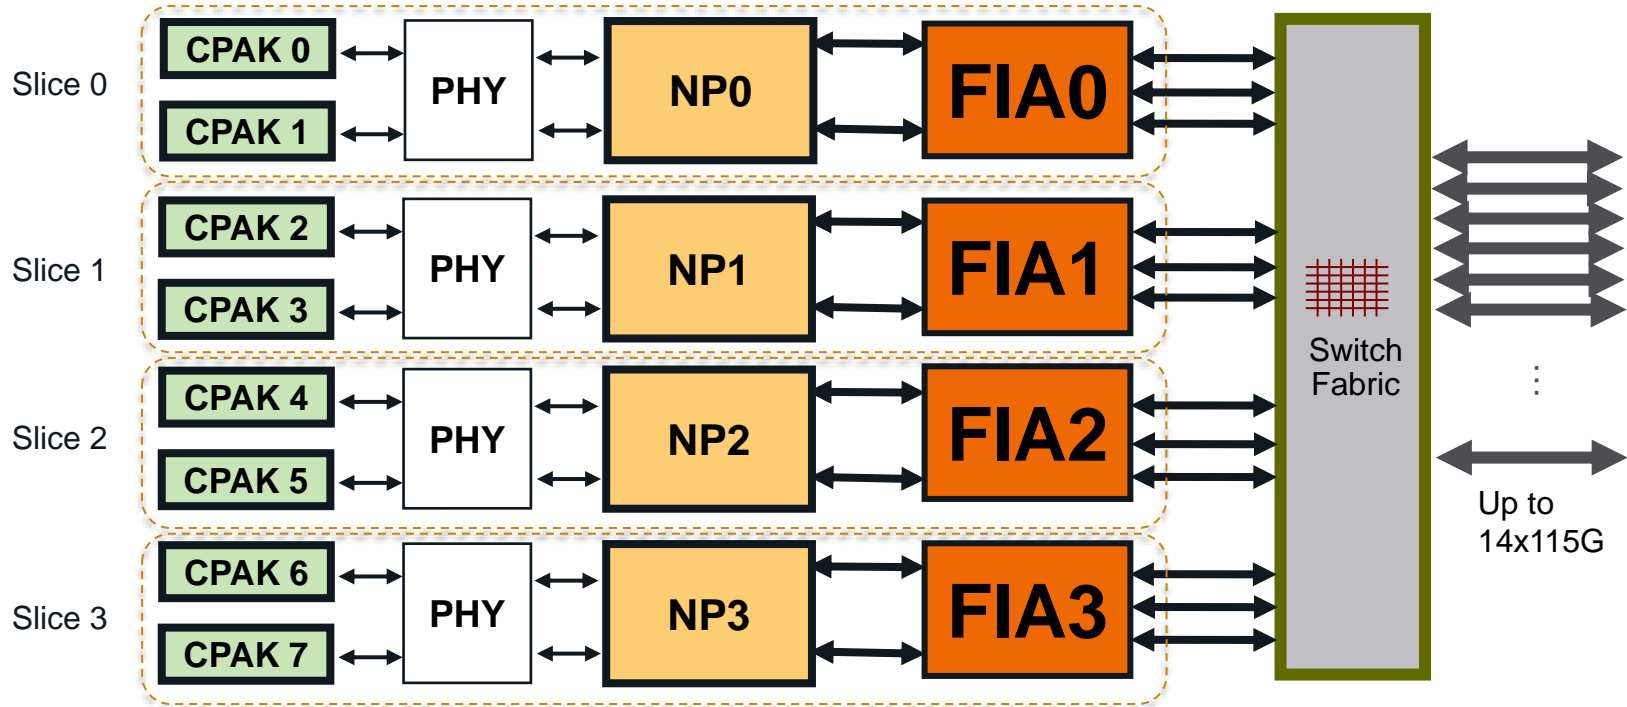 Slice 0
CPAK 0
CPAK 1
PHY
NP0
FIA0
Slice 1
CPAK 2
CPAK 3
PHY
NP1
FIA1
Slice 2
CPAK 4
CPAK 5
PHY
NP2
FIA2
Slice 3
CPAK 6
CPAK 7
PHY
NP3
FIA3
Switch
Fabric
...
Up to
14x115G